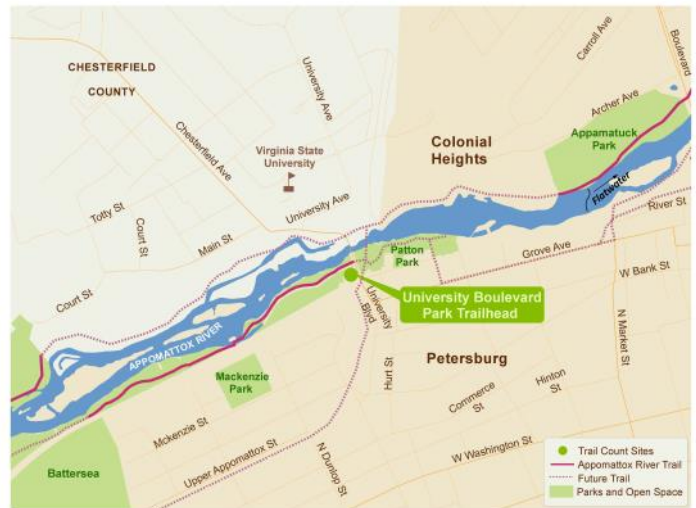 Boulevard
Carroll Ave
CHESTERFIELD
COUNTY
University Ave
Archer Ave
Chesterfield Ave
Colonial
Heights
Appamatuck
Park
Virginia State
University
Flatwater
Totty St
Court St
University Ave
River St
Main St
Grove Ave
Patton
Park
W Bank St
Court St
University Boulevard
Park Trailhead
University
Blvd
N Market St
APPOMATTOX RIVER
Petersburg
Hurt St
Mackenzie
Park
Commerce
St
Hinton
St
Mckenzie St
W Washington St
Upper Appomattox St
N Dunlop St
Battersea
Trail Count Sites
Appomattox River Trail
Future Trail
Parks and Open Space